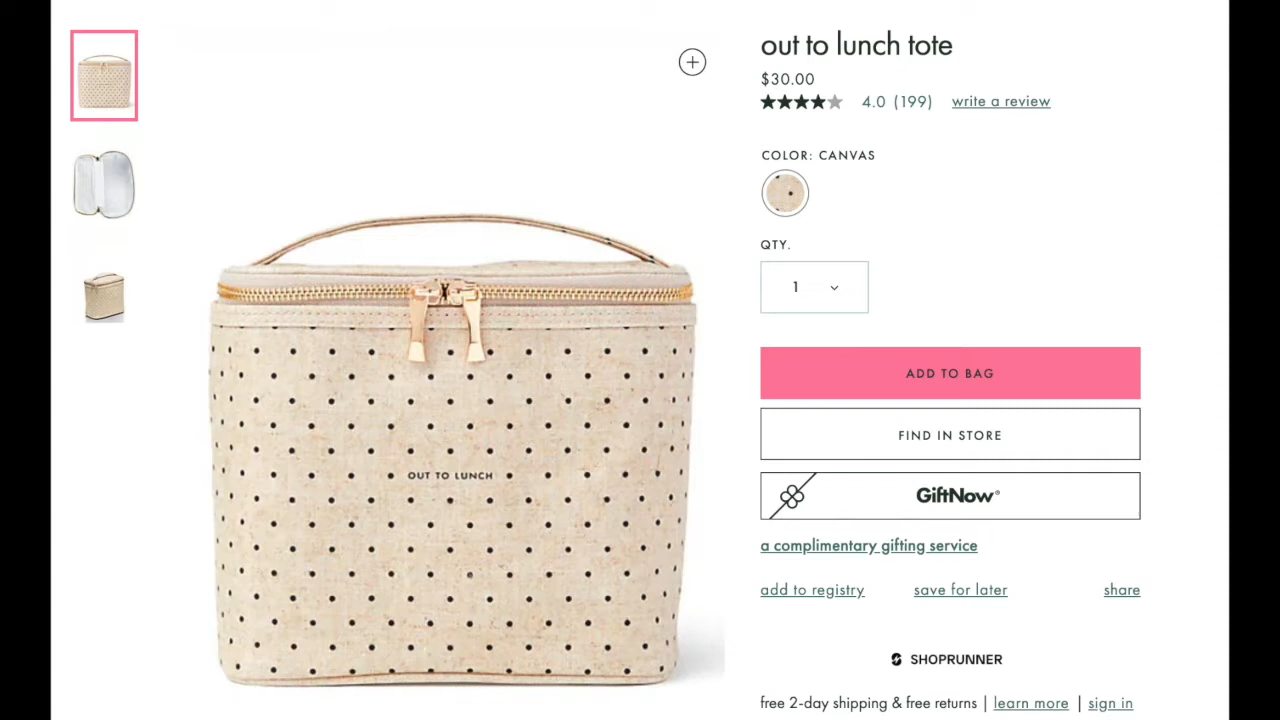 out to lunch tote
$30.00
4.0 (199) write a review
COLOR: CANVAS
QTY.
1
ADD TO BAG
FIND IN STORE
GiftNow®
a complimentary gifting service
add to registry save for later share
SHOPRUNNER
free 2-day shipping & free returns | learn more | sign in
OUT TO LUNCH